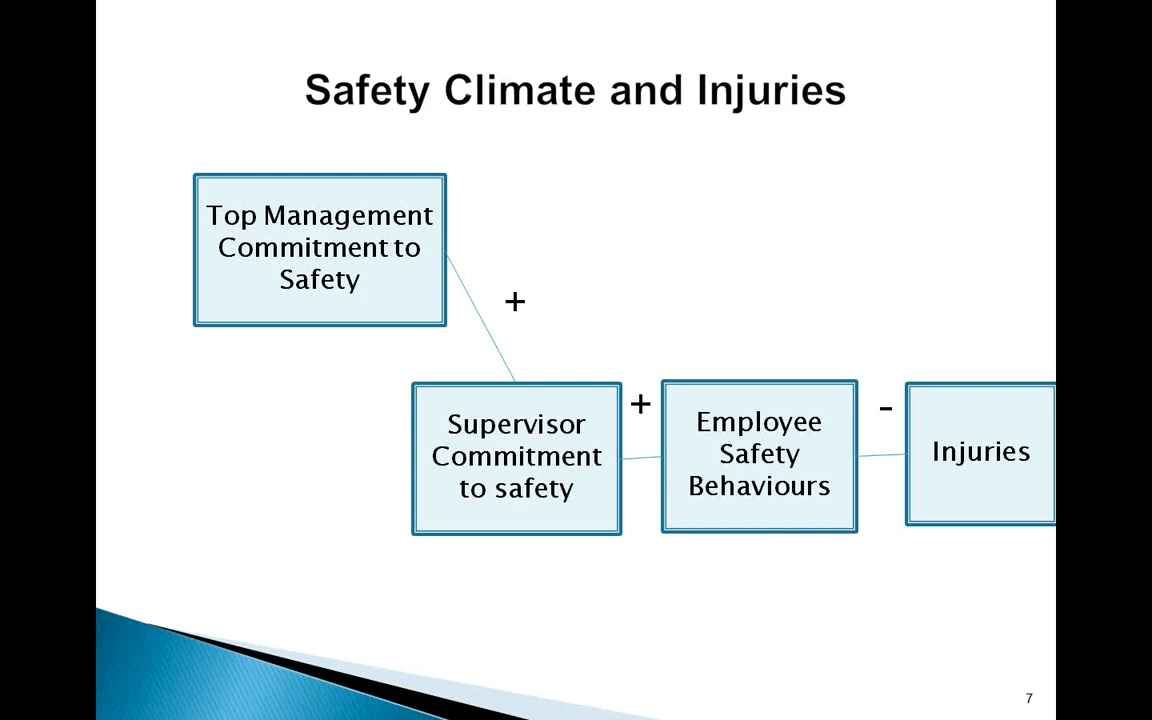 Safety Climate and Injuries
Top Management
Commitment to
Safety
+
Supervisor
Commitment
to safety
+
Employee
Safety
Behaviours
-
Injuries
7